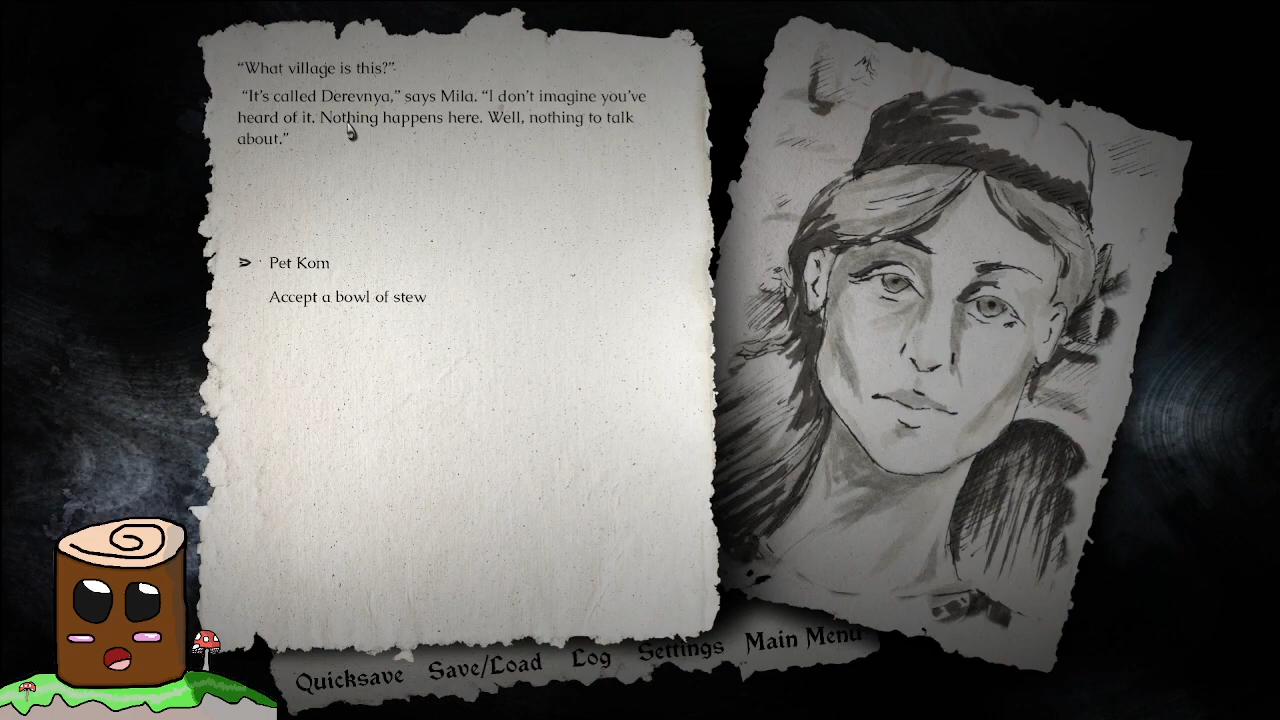 “What village is this?”
“It’s called Derevnya,” says Mila. “I don’t imagine you’ve
heard of it. Nothing happens here. Well, nothing to talk
about.”
Pet Kom
Accept a bowl of stew
Quicksave Save/Load Log Settings Main Menu